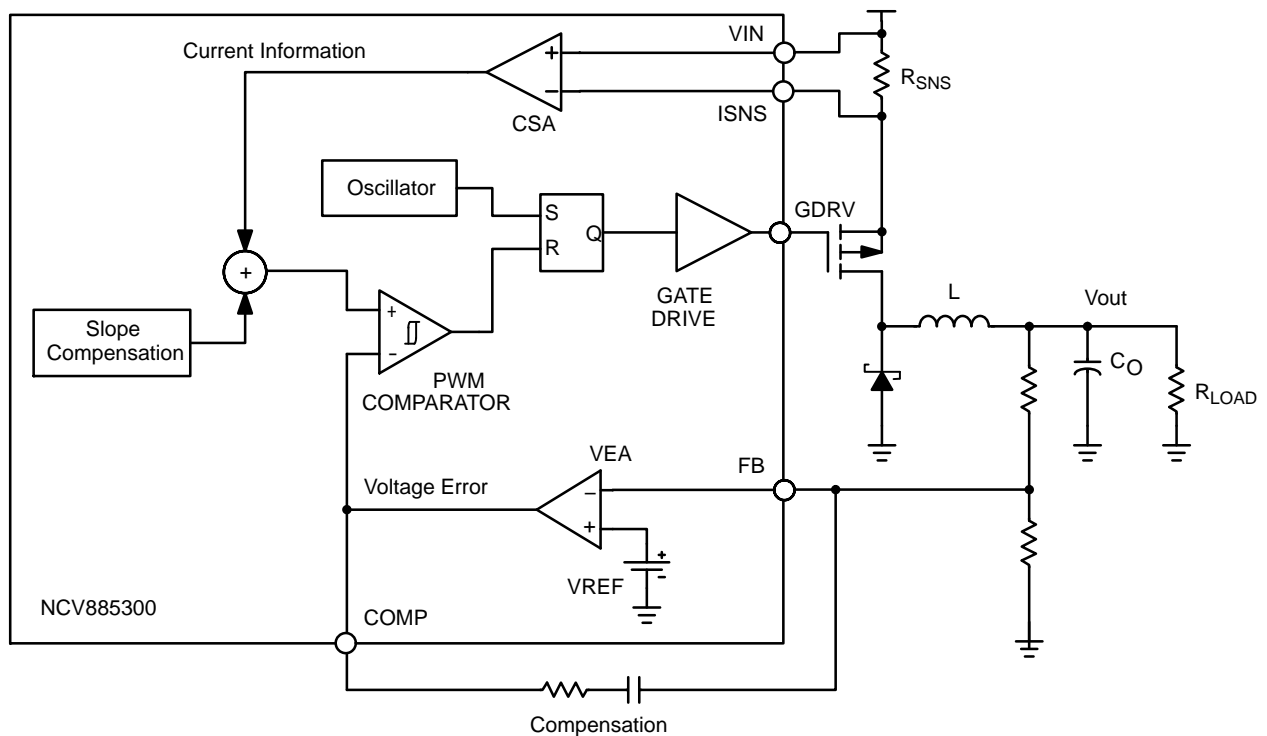 VIN
Current Information
+
RSNS
−
ISNS
CSA
Oscillator
S
GDRV
Q
R
+
GATE
DRIVE
L
Vout
+
Slope
Compensation
−
PWM
COMPARATOR
CO
RLOAD
VEA
FB
Voltage Error
−
+
+
−
VREF
NCV885300
COMP
Compensation